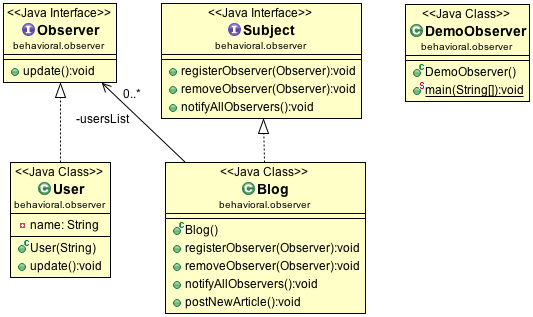 <<Java Interface>>
Observer
behavioral.observer
update():void
<<Java Interface>>
Subject
behavioral.observer
registerObserver(Observer):void
removeObserver(Observer):void
notifyAllObservers():void
<<Java Class>>
DemoObserver
behavioral.observer
DemoObserver()
main(String[]):void
0..*
-usersList
<<Java Class>>
User
behavioral.observer
name: String
User(String)
update():void
<<Java Class>>
Blog
behavioral.observer
Blog()
registerObserver(Observer):void
removeObserver(Observer):void
notifyAllObservers():void
postNewArticle():void